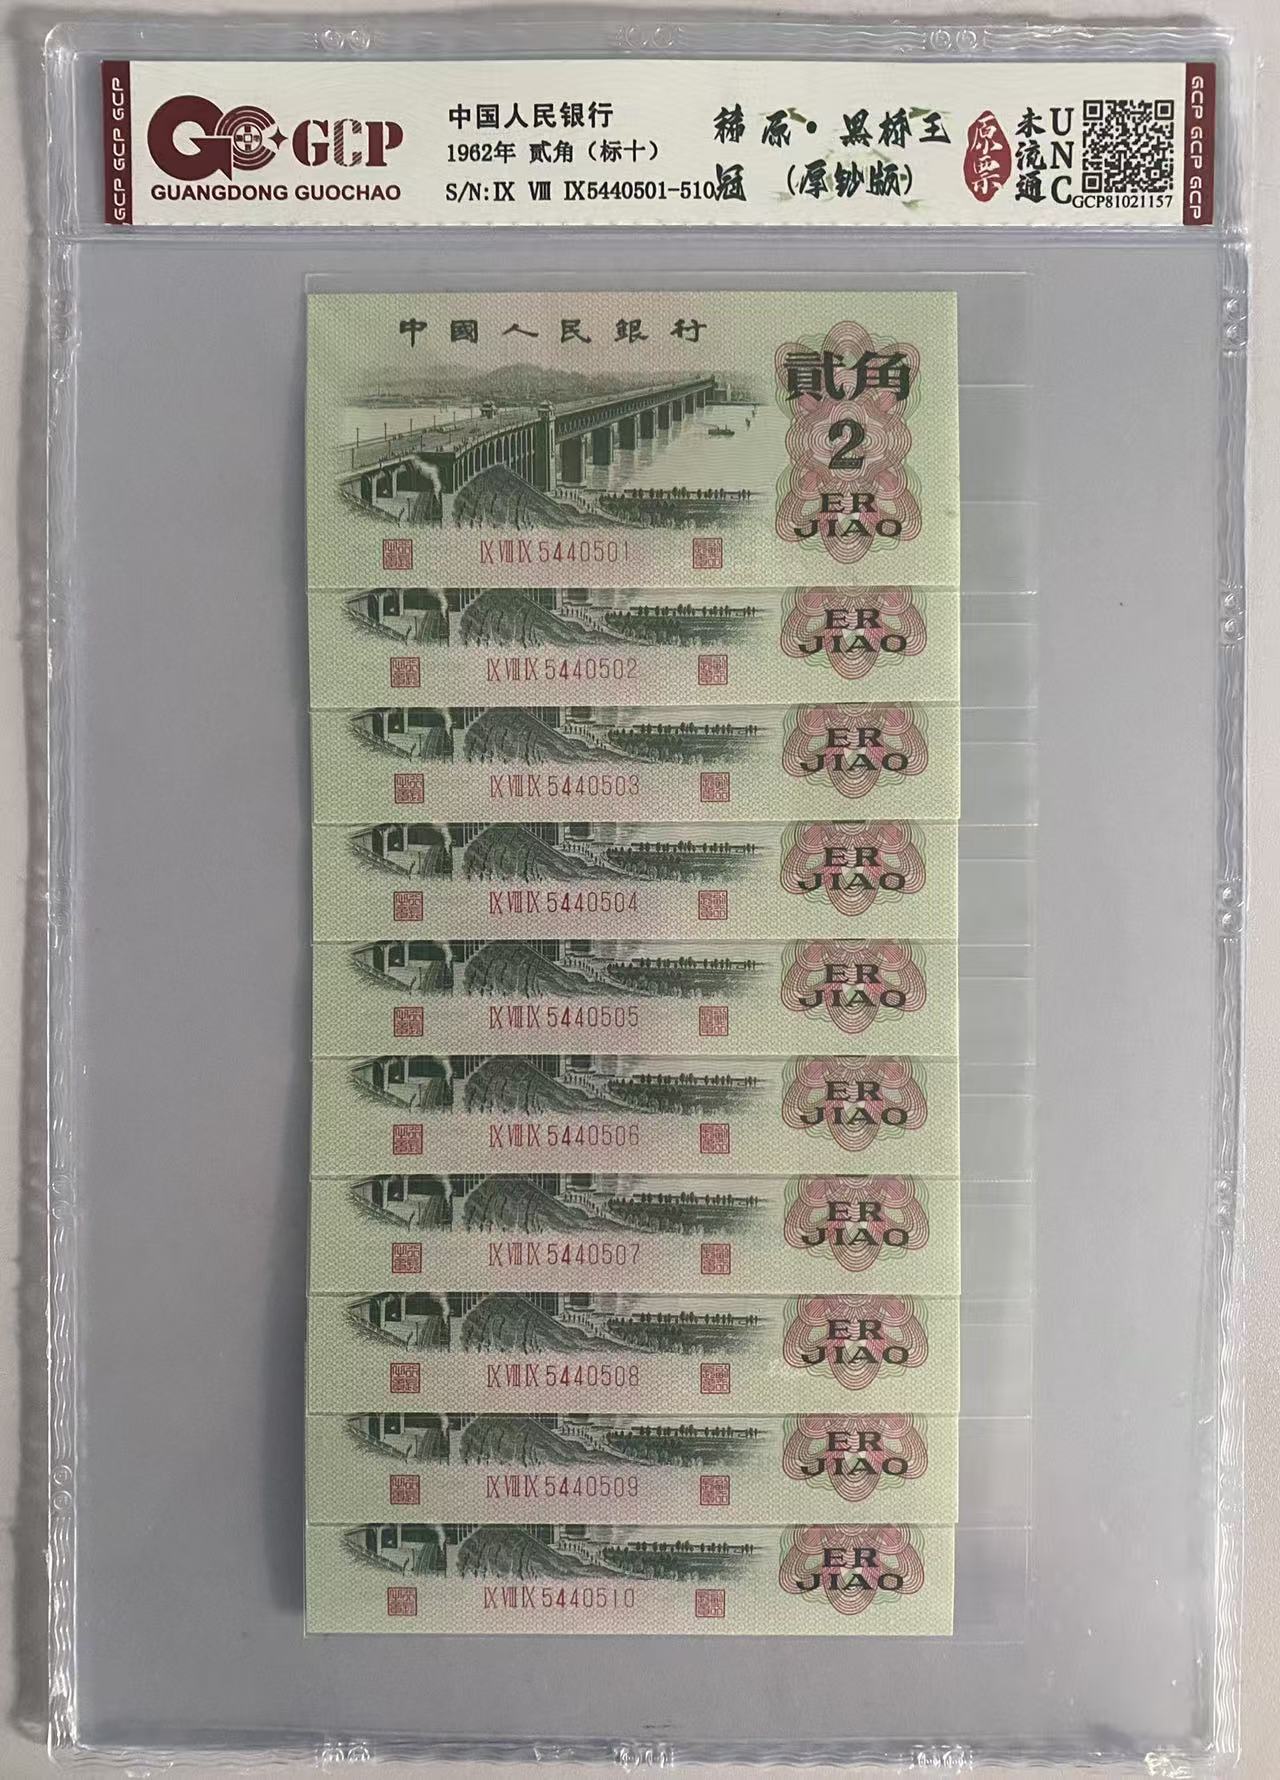 GCP GCP GCP
GCP
GUANGDONG GUOCHAO
中国人民银行
1962年 贰角（标十）
S/N:IX VIII IX5440501-510
稀原·黑桥王
冠（厚钞版）
原票
未流通
UNC
GCP81021157
GCP GCP GCP
中國人民銀行
貳角
2
ER
JIAO
IX VIII IX 5440501
ER
JIAO
IX VIII IX 5440502
ER
JIAO
IX VIII IX 5440503
ER
JIAO
IX VIII IX 5440504
ER
JIAO
IX VIII IX 5440505
ER
JIAO
IX VIII IX 5440506
ER
JIAO
IX VIII IX 5440507
ER
JIAO
IX VIII IX 5440508
ER
JIAO
IX VIII IX 5440509
ER
JIAO
IX VIII IX 5440510